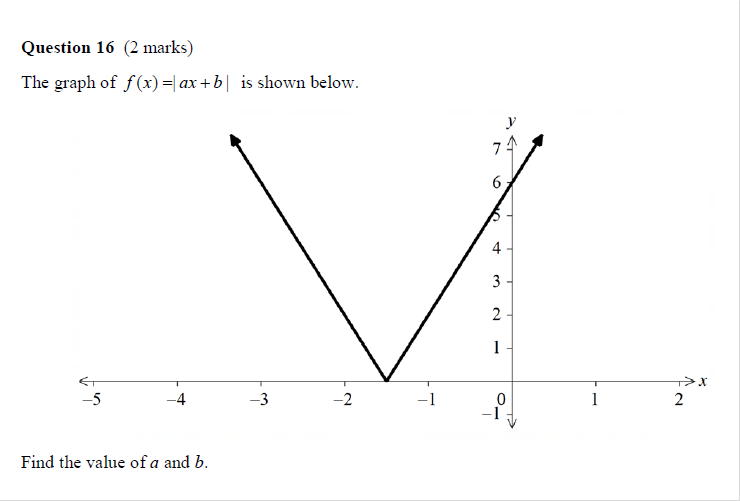 Question 16 (2 marks)
The graph of f(x)=|ax+b| is shown below.
y
7
6
5
4
3
2
1
x
-5 -4 -3 -2 -1 0 1 2
-1
Find the value of a and b.